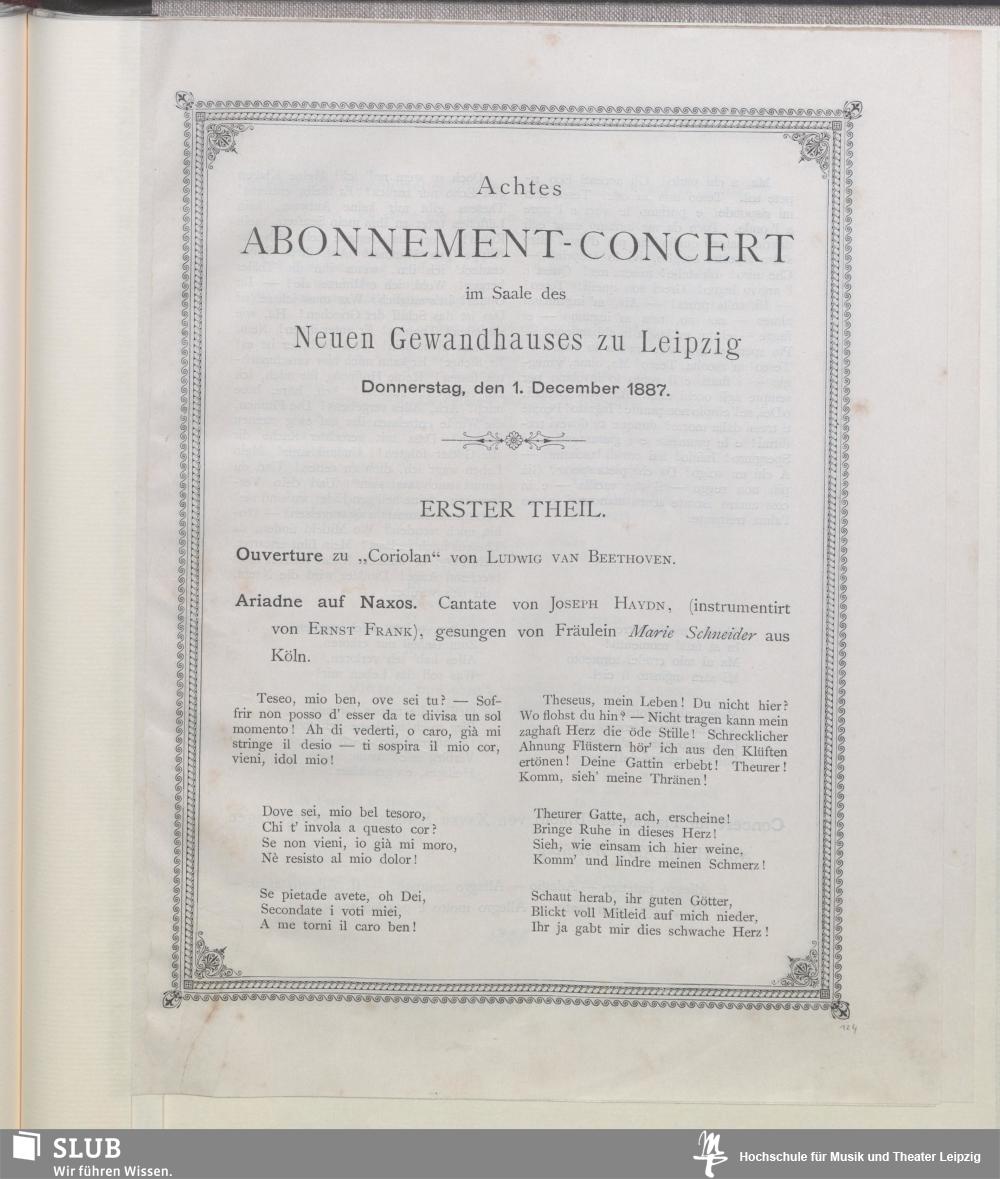 Achtes
ABONNEMENT-CONCERT
im Saale des
Neuen Gewandhauses zu Leipzig
Donnerstag, den 1. December 1887.
ERSTER THEIL.
Ouverture zu „Coriolan“ von Ludwig van Beethoven.
Ariadne auf Naxos. Cantate von Joseph Haydn, (instrumentirt
von Ernst Frank), gesungen von Fräulein Marie Schneider aus
Köln.
Teseo, mio ben, ove sei tu? — Sof-
frir non posso d' esser da te divisa un sol
momento! Ah di vederti, o caro, già mi
stringe il desio — ti sospira il mio cor,
vieni, idol mio!
Dove sei, mio bel tesoro,
Chi t' invola a questo cor?
Se non vieni, io già mi moro,
Nè resisto al mio dolor!
Se pietade avete, oh Dei,
Secondate i voti miei,
A me torni il caro ben!
Theseus, mein Leben! Du nicht hier?
Wo flohst du hin? — Nicht tragen kann mein
zaghaft Herz die öde Stille! Schrecklicher
Ahnung Flüstern hör' ich aus den Klüften
ertönen! Deine Gattin erbebt! Theurer!
Komm, sieh' meine Thränen!
Theurer Gatte, ach, erscheine!
Bringe Ruhe in dieses Herz!
Sieh, wie einsam ich hier weine,
Komm' und lindre meinen Schmerz!
Schaut herab, ihr guten Götter,
Blickt voll Mitleid auf mich nieder,
Ihr ja gabt mir dies schwache Herz!
124
SLUB
Wir führen Wissen.
Hochschule für Musik und Theater Leipzig